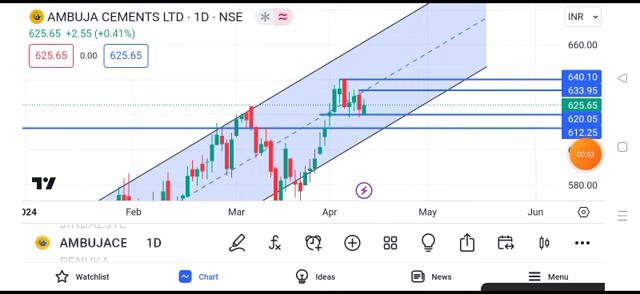 AMBUJA CEMENTS LTD · 1D · NSE
INR
625.65 +2.55 (+0.41%)
625.65 0.00 625.65
660.00
640.10
633.95
625.65
620.05
612.25
00:53
580.00
2024 Feb Mar Apr May Jun
AMBUJACE 1D
Watchlist Chart Ideas News Menu